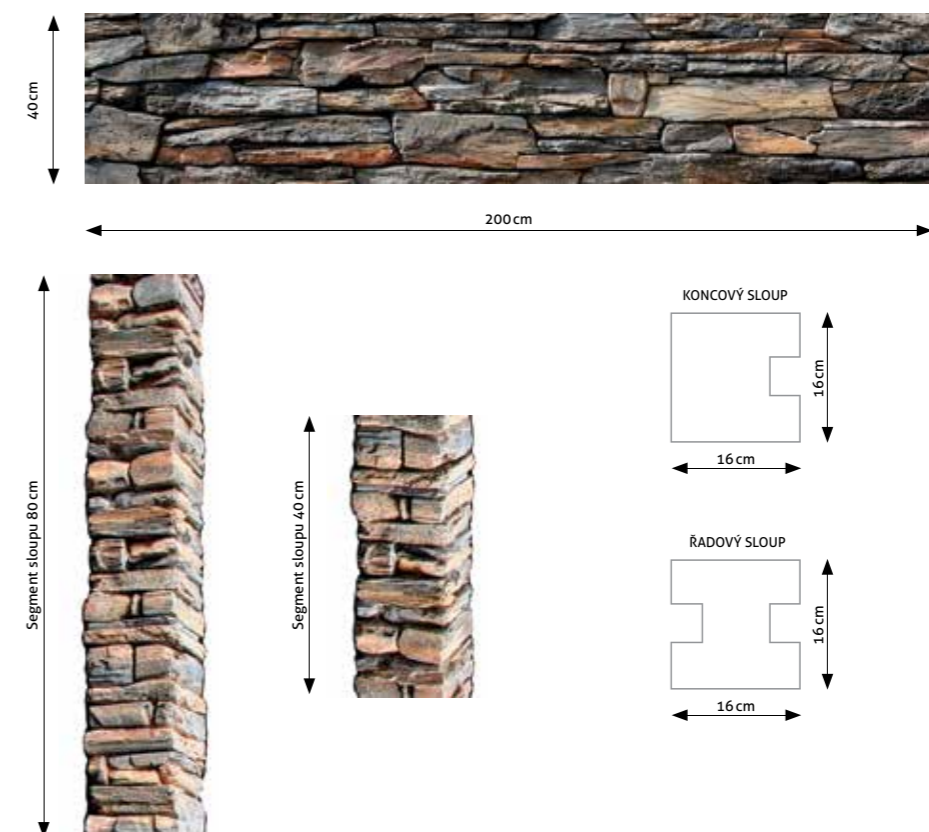 40 cm
200 cm
Segment sloupu 80 cm
Segment sloupu 40 cm
KONCOVÝ SLOUP
16 cm
16 cm
ŘADOVÝ SLOUP
16 cm
16 cm